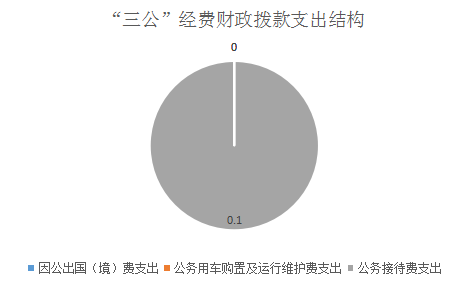 “三公”经费财政拨款支出结构
0
0.1
因公出国（境）费支出 公务用车购置及运行维护费支出 公务接待费支出